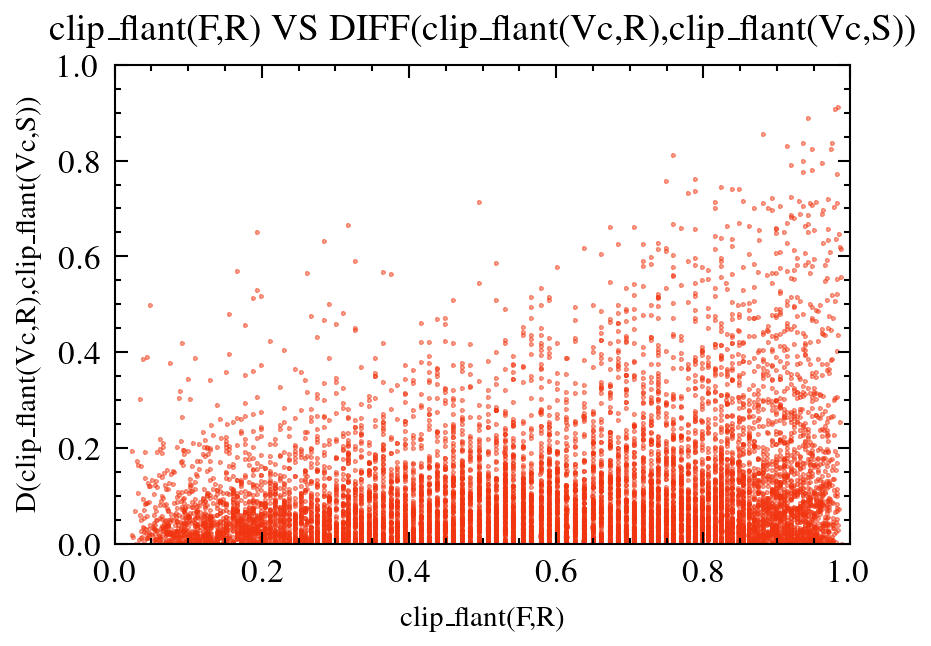 clip_flant(F,R) VS DIFF(clip_flant(Vc,R),clip_flant(Vc,S))
D(clip_flant(Vc,R),clip_flant(Vc,S))
1.0
0.8
0.6
0.4
0.2
0.0
0.0 0.2 0.4 0.6 0.8 1.0
clip_flant(F,R)